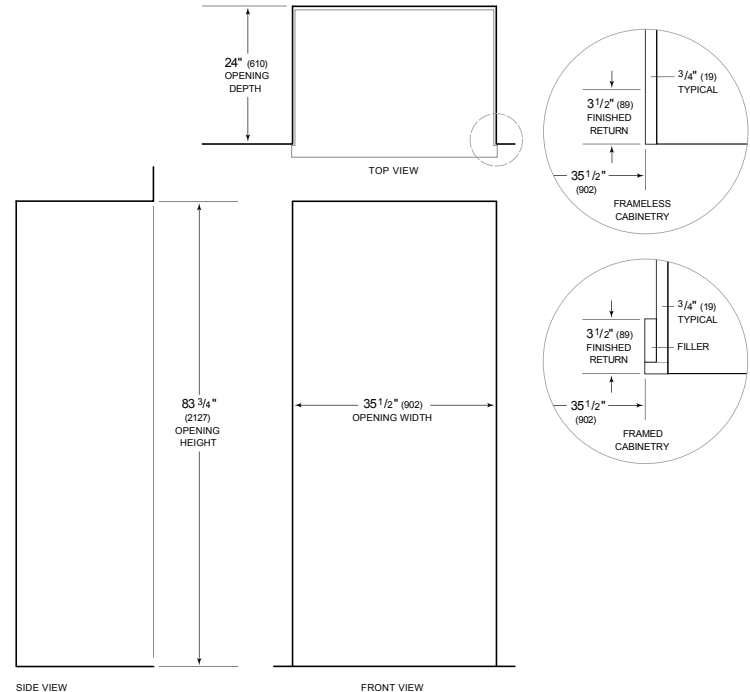 24" (610)
OPENING
DEPTH
TOP VIEW
3/4" (19)
TYPICAL
3 1/2" (89)
FINISHED
RETURN
35 1/2"
(902)
FRAMELESS
CABINETRY
3/4" (19)
TYPICAL
3 1/2" (89)
FINISHED
RETURN
FILLER
35 1/2"
(902)
FRAMED
CABINETRY
83 3/4"
(2127)
OPENING
HEIGHT
35 1/2" (902)
OPENING WIDTH
SIDE VIEW
FRONT VIEW